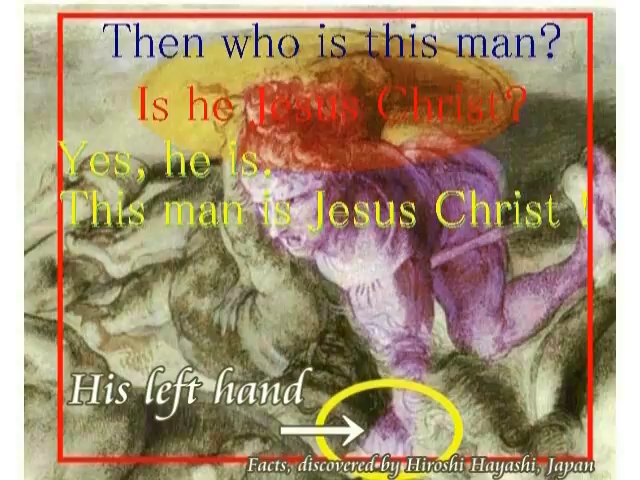 Then who is this man?
Is he Jesus Christ?
Yes, he is.
This man is Jesus Christ !
His left hand
Facts, discovered by Hiroshi Hayashi, Japan